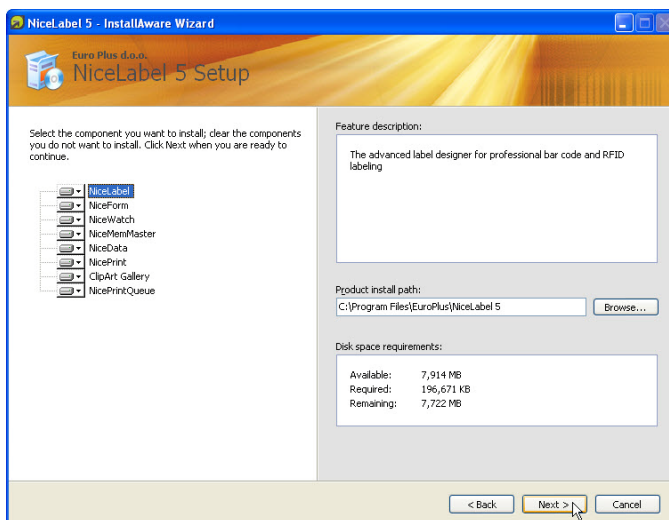 NiceLabel 5 - InstallAware Wizard
Euro Plus d.o.o.
NiceLabel 5 Setup
Select the component you want to install; clear the components
you do not want to install. Click Next when you are ready to
continue.
NiceLabel
NiceForm
NiceWatch
NiceMemMaster
NiceData
NicePrint
ClipArt Gallery
NicePrintQueue
Feature description:
The advanced label designer for professional bar code and RFID
labeling
Product install path:
C:\Program Files\EuroPlus\NiceLabel 5
Browse...
Disk space requirements:
Available: 7,914 MB
Required: 196,671 KB
Remaining: 7,722 MB
< Back
Next >
Cancel